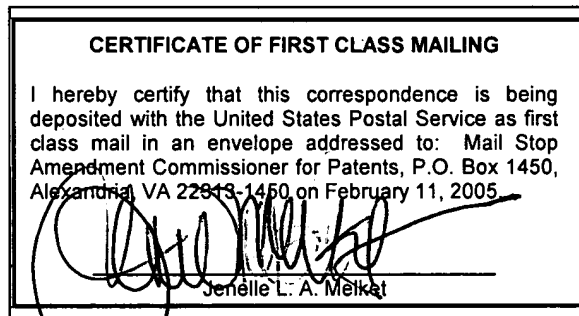 CERTIFICATE OF FIRST CLASS MAILING
I hereby certify that this correspondence is being
deposited with the United States Postal Service as first
class mail in an envelope addressed to: Mail Stop
Amendment Commissioner for Patents, P.O. Box 1450,
Alexandria, VA 22313-1450 on February 11, 2005.
Jenelle L. A. Melket